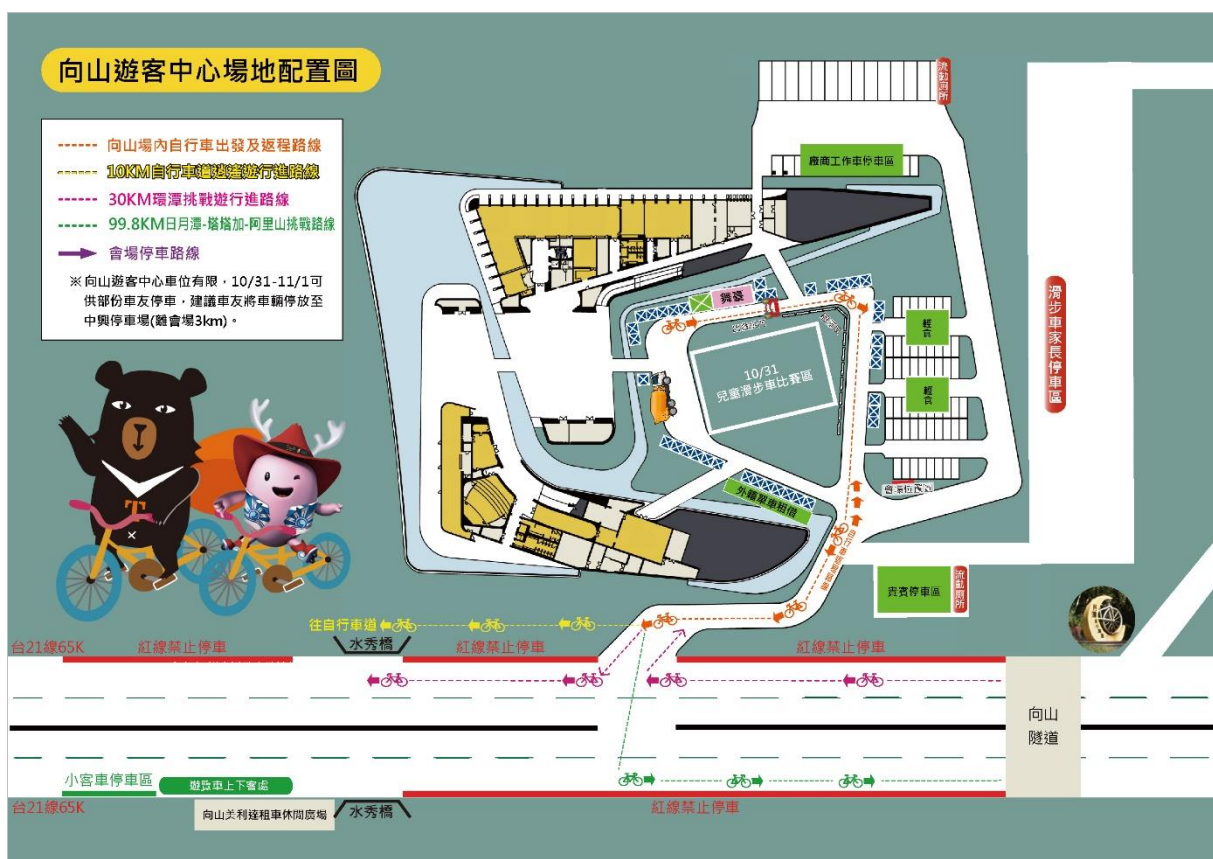 向山遊客中心場地配置圖
向山場內自行車出發及返程路線
10KM自行車道逍遙遊行進路線
30KM環潭挑戰遊行進路線
99.8KM日月潭-塔塔加-阿里山挑戰路線
會場停車路線
※向山遊客中心車位有限，10/31-11/1可
供部份車友停車，建議車友將車輛停放至
中興停車場(離會場3km)。
流動廁所
廠商工作車停車區
滑步車家長停車區
舞臺
輕食
輕食
10/31
兒童滑步車比賽區
外籍單車租借
貴賓停車區
流動廁所
往自行車道
台21線65K
紅線禁止停車
水秀橋
紅線禁止停車
紅線禁止停車
向山
隧道
小客車停車區
遊覽車上下客處
台21線65K
向山美利達租車休閒廣場
水秀橋
紅線禁止停車